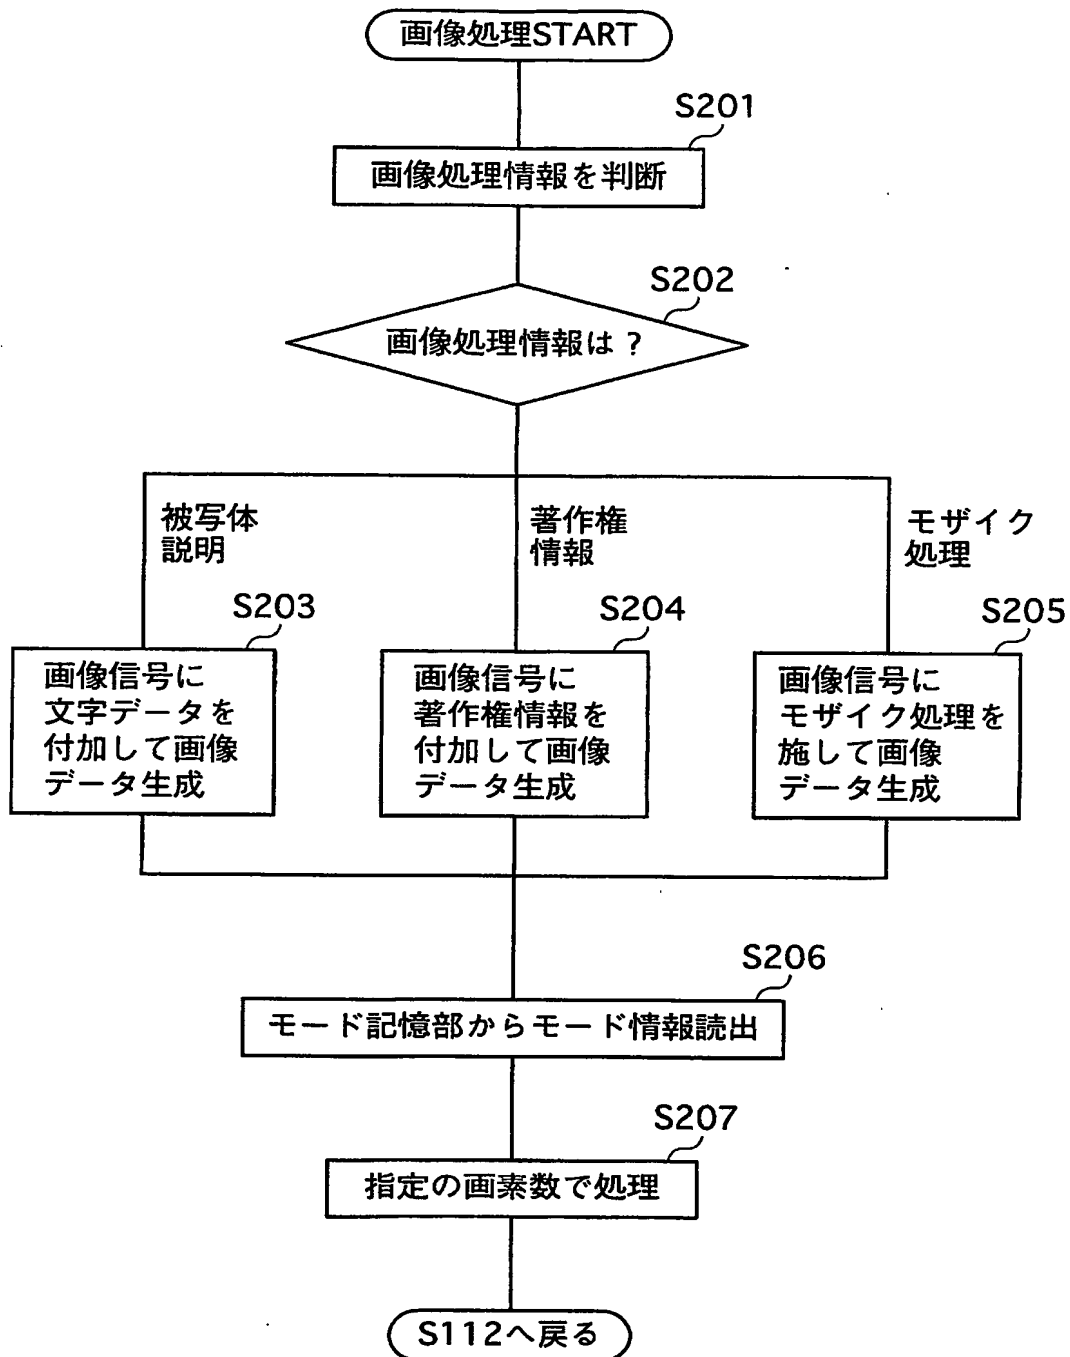 画像処理START
S201
画像処理情報を判断
S202
画像処理情報は？
被写体
説明
著作権
情報
モザイク
処理
S203
画像信号に
文字データを
付加して画像
データ生成
S204
画像信号に
著作権情報を
付加して画像
データ生成
S205
画像信号に
モザイク処理を
施して画像
データ生成
S206
モード記憶部からモード情報読出
S207
指定の画素数で処理
S112へ戻る